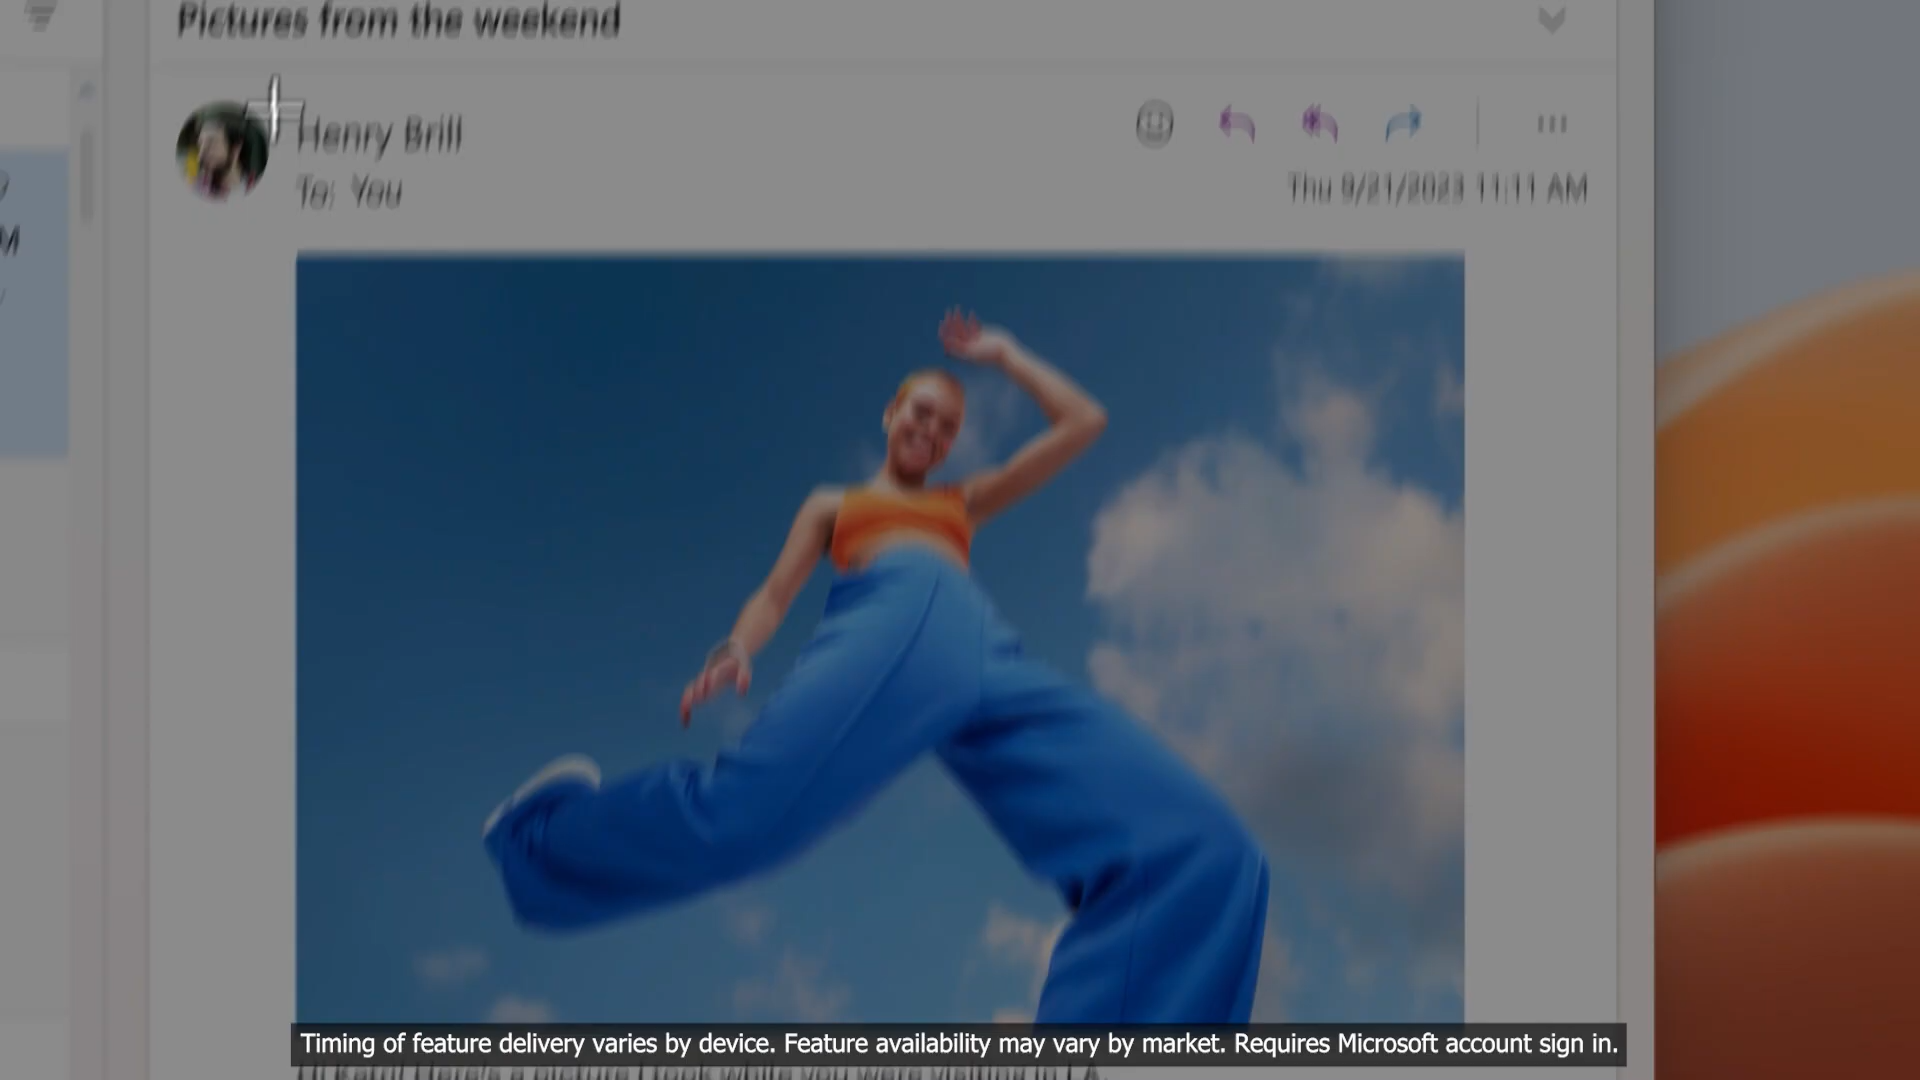 Pictures from the weekend
Henry Brill
To: You
Thu 9/21/2023 11:11 AM
Timing of feature delivery varies by device. Feature availability may vary by market. Requires Microsoft account sign in.